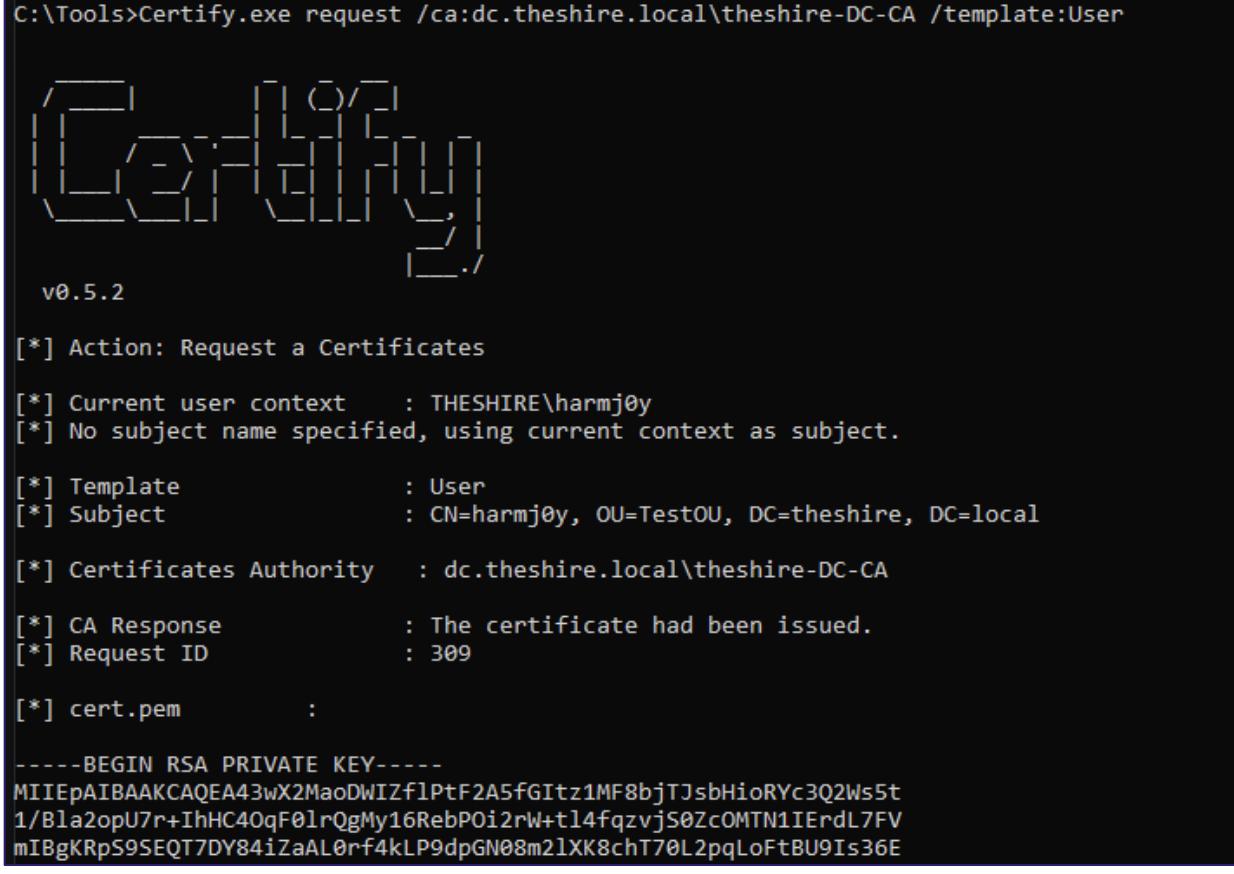 C:\Tools>Certify.exe request /ca:dc.theshire.local\theshire-DC-CA /template:User
Certify
v0.5.2
[*] Action: Request a Certificates
[*] Current user context    : THESHIRE\harmj0y
[*] No subject name specified, using current context as subject.
[*] Template                : User
[*] Subject                 : CN=harmj0y, OU=TestOU, DC=theshire, DC=local
[*] Certificates Authority   : dc.theshire.local\theshire-DC-CA
[*] CA Response             : The certificate had been issued.
[*] Request ID              : 309
[*] cert.pem         :
-----BEGIN RSA PRIVATE KEY-----
MIIEpAIBAAKCAQEA43wX2MaoDWIZflPtF2A5fGItz1MF8bjTJsbHioRYc3Q2Ws5t
1/Bla2opU7r+IhHC4OqF0lrQgMy16RebPOi2rW+tl4fqzvjS0ZcOMTN1IErdL7FV
mIBgKRpS9SEQT7DY84iZaAL0rf4kLP9dpGN08m2lXK8chT70L2pqLoFtBU9Is36E